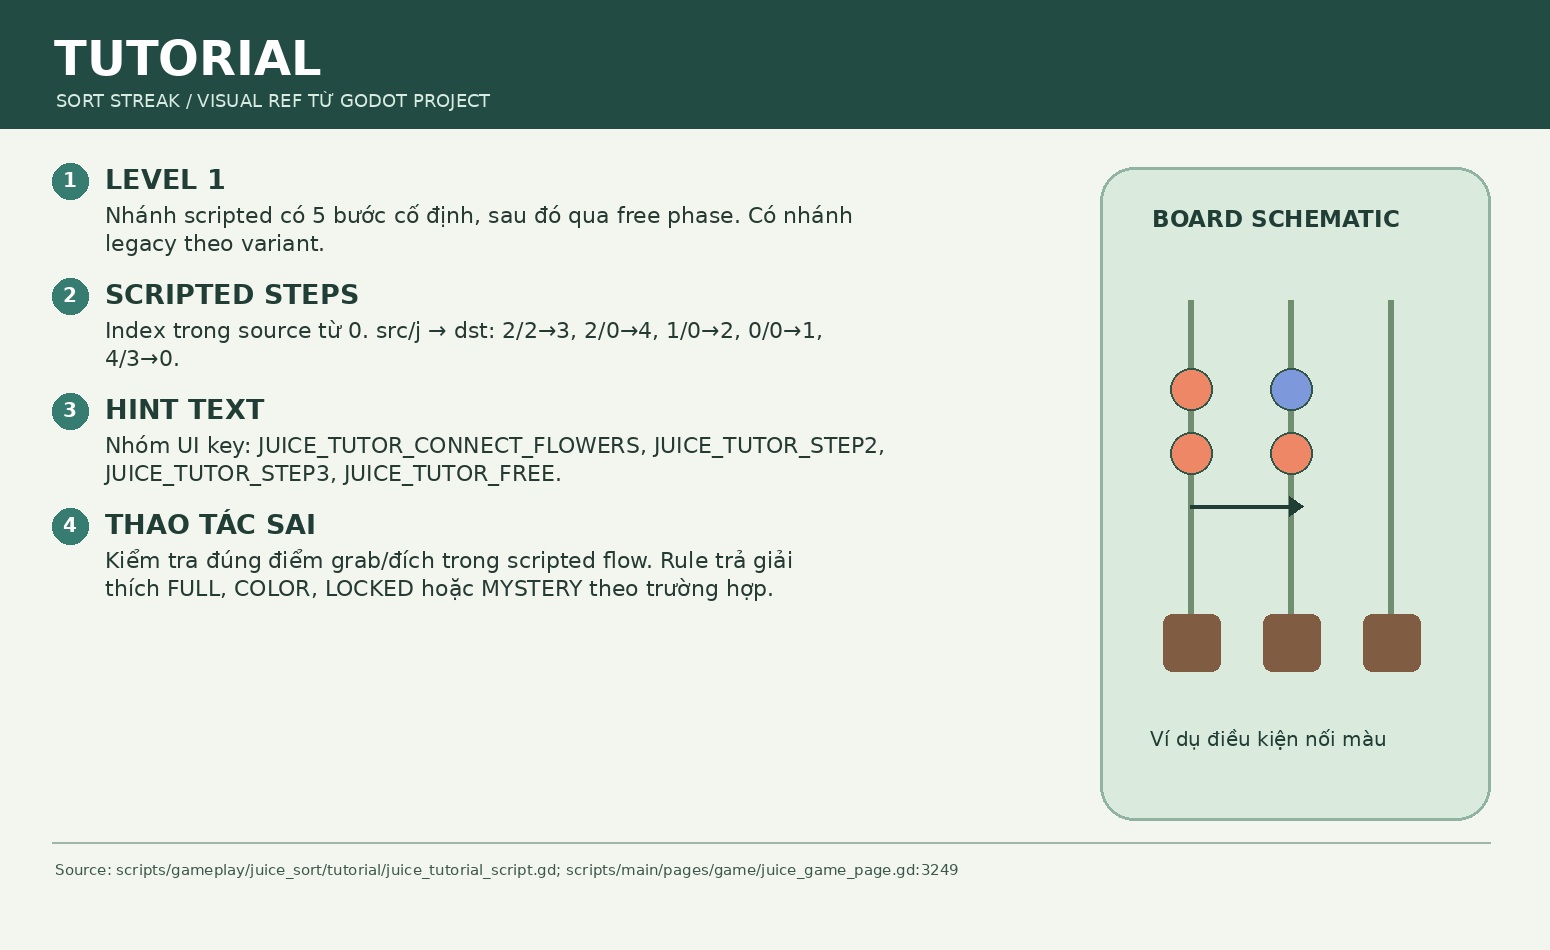 TUTORIAL
SORT STREAK / VISUAL REF TỪ GODOT PROJECT
1 LEVEL 1
Nhánh scripted có 5 bước cố định, sau đó qua free phase. Có nhánh
legacy theo variant.
2 SCRIPTED STEPS
Index trong source từ 0. src/j → dst: 2/2→3, 2/0→4, 1/0→2, 0/0→1,
4/3→0.
3 HINT TEXT
Nhóm UI key: JUICE_TUTOR_CONNECT_FLOWERS, JUICE_TUTOR_STEP2,
JUICE_TUTOR_STEP3, JUICE_TUTOR_FREE.
4 THAO TÁC SAI
Kiểm tra đúng điểm grab/đích trong scripted flow. Rule trả giải
thích FULL, COLOR, LOCKED hoặc MYSTERY theo trường hợp.
BOARD SCHEMATIC
Ví dụ điều kiện nối màu
Source: scripts/gameplay/juice_sort/tutorial/juice_tutorial_script.gd; scripts/main/pages/game/juice_game_page.gd:3249